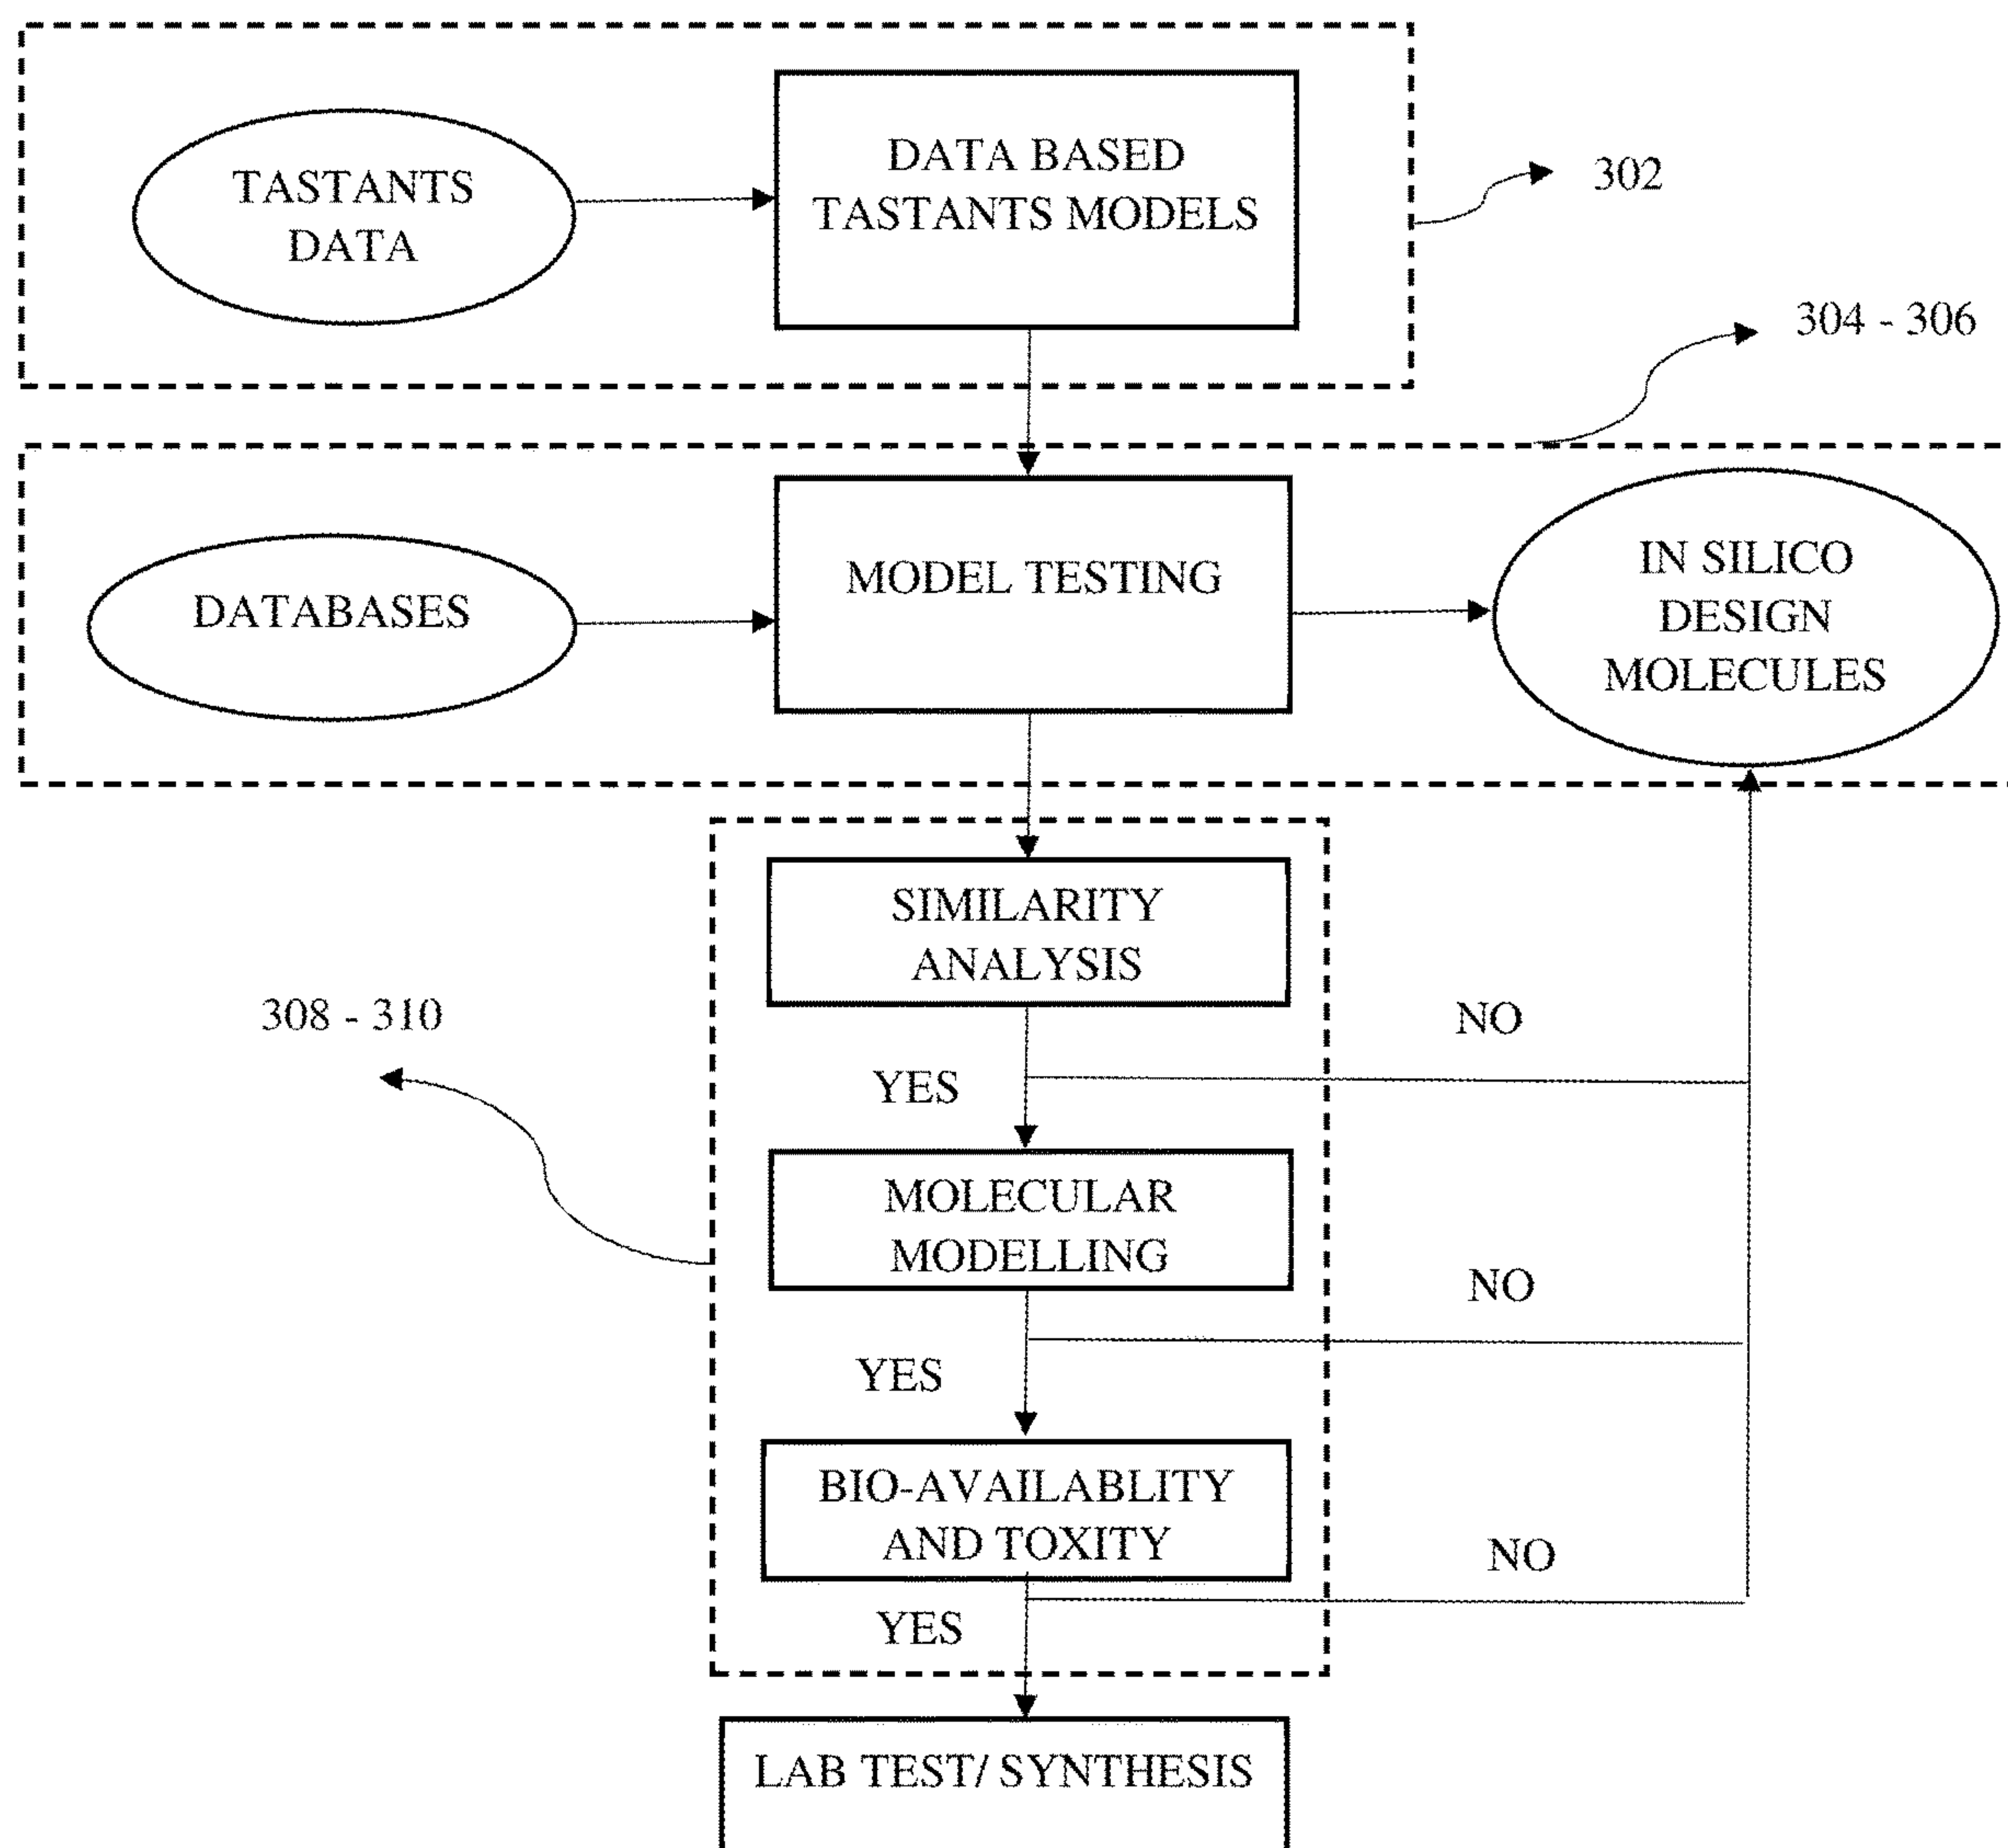 TASTANTS
DATA
DATA BASED
TASTANTS MODELS
302
304 - 306
DATABASES
MODEL TESTING
IN SILICO
DESIGN
MOLECULES
SIMILARITY
ANALYSIS
308 - 310
NO
YES
MOLECULAR
MODELLING
NO
YES
BIO-AVAILABLITY
AND TOXITY
NO
YES
LAB TEST/ SYNTHESIS